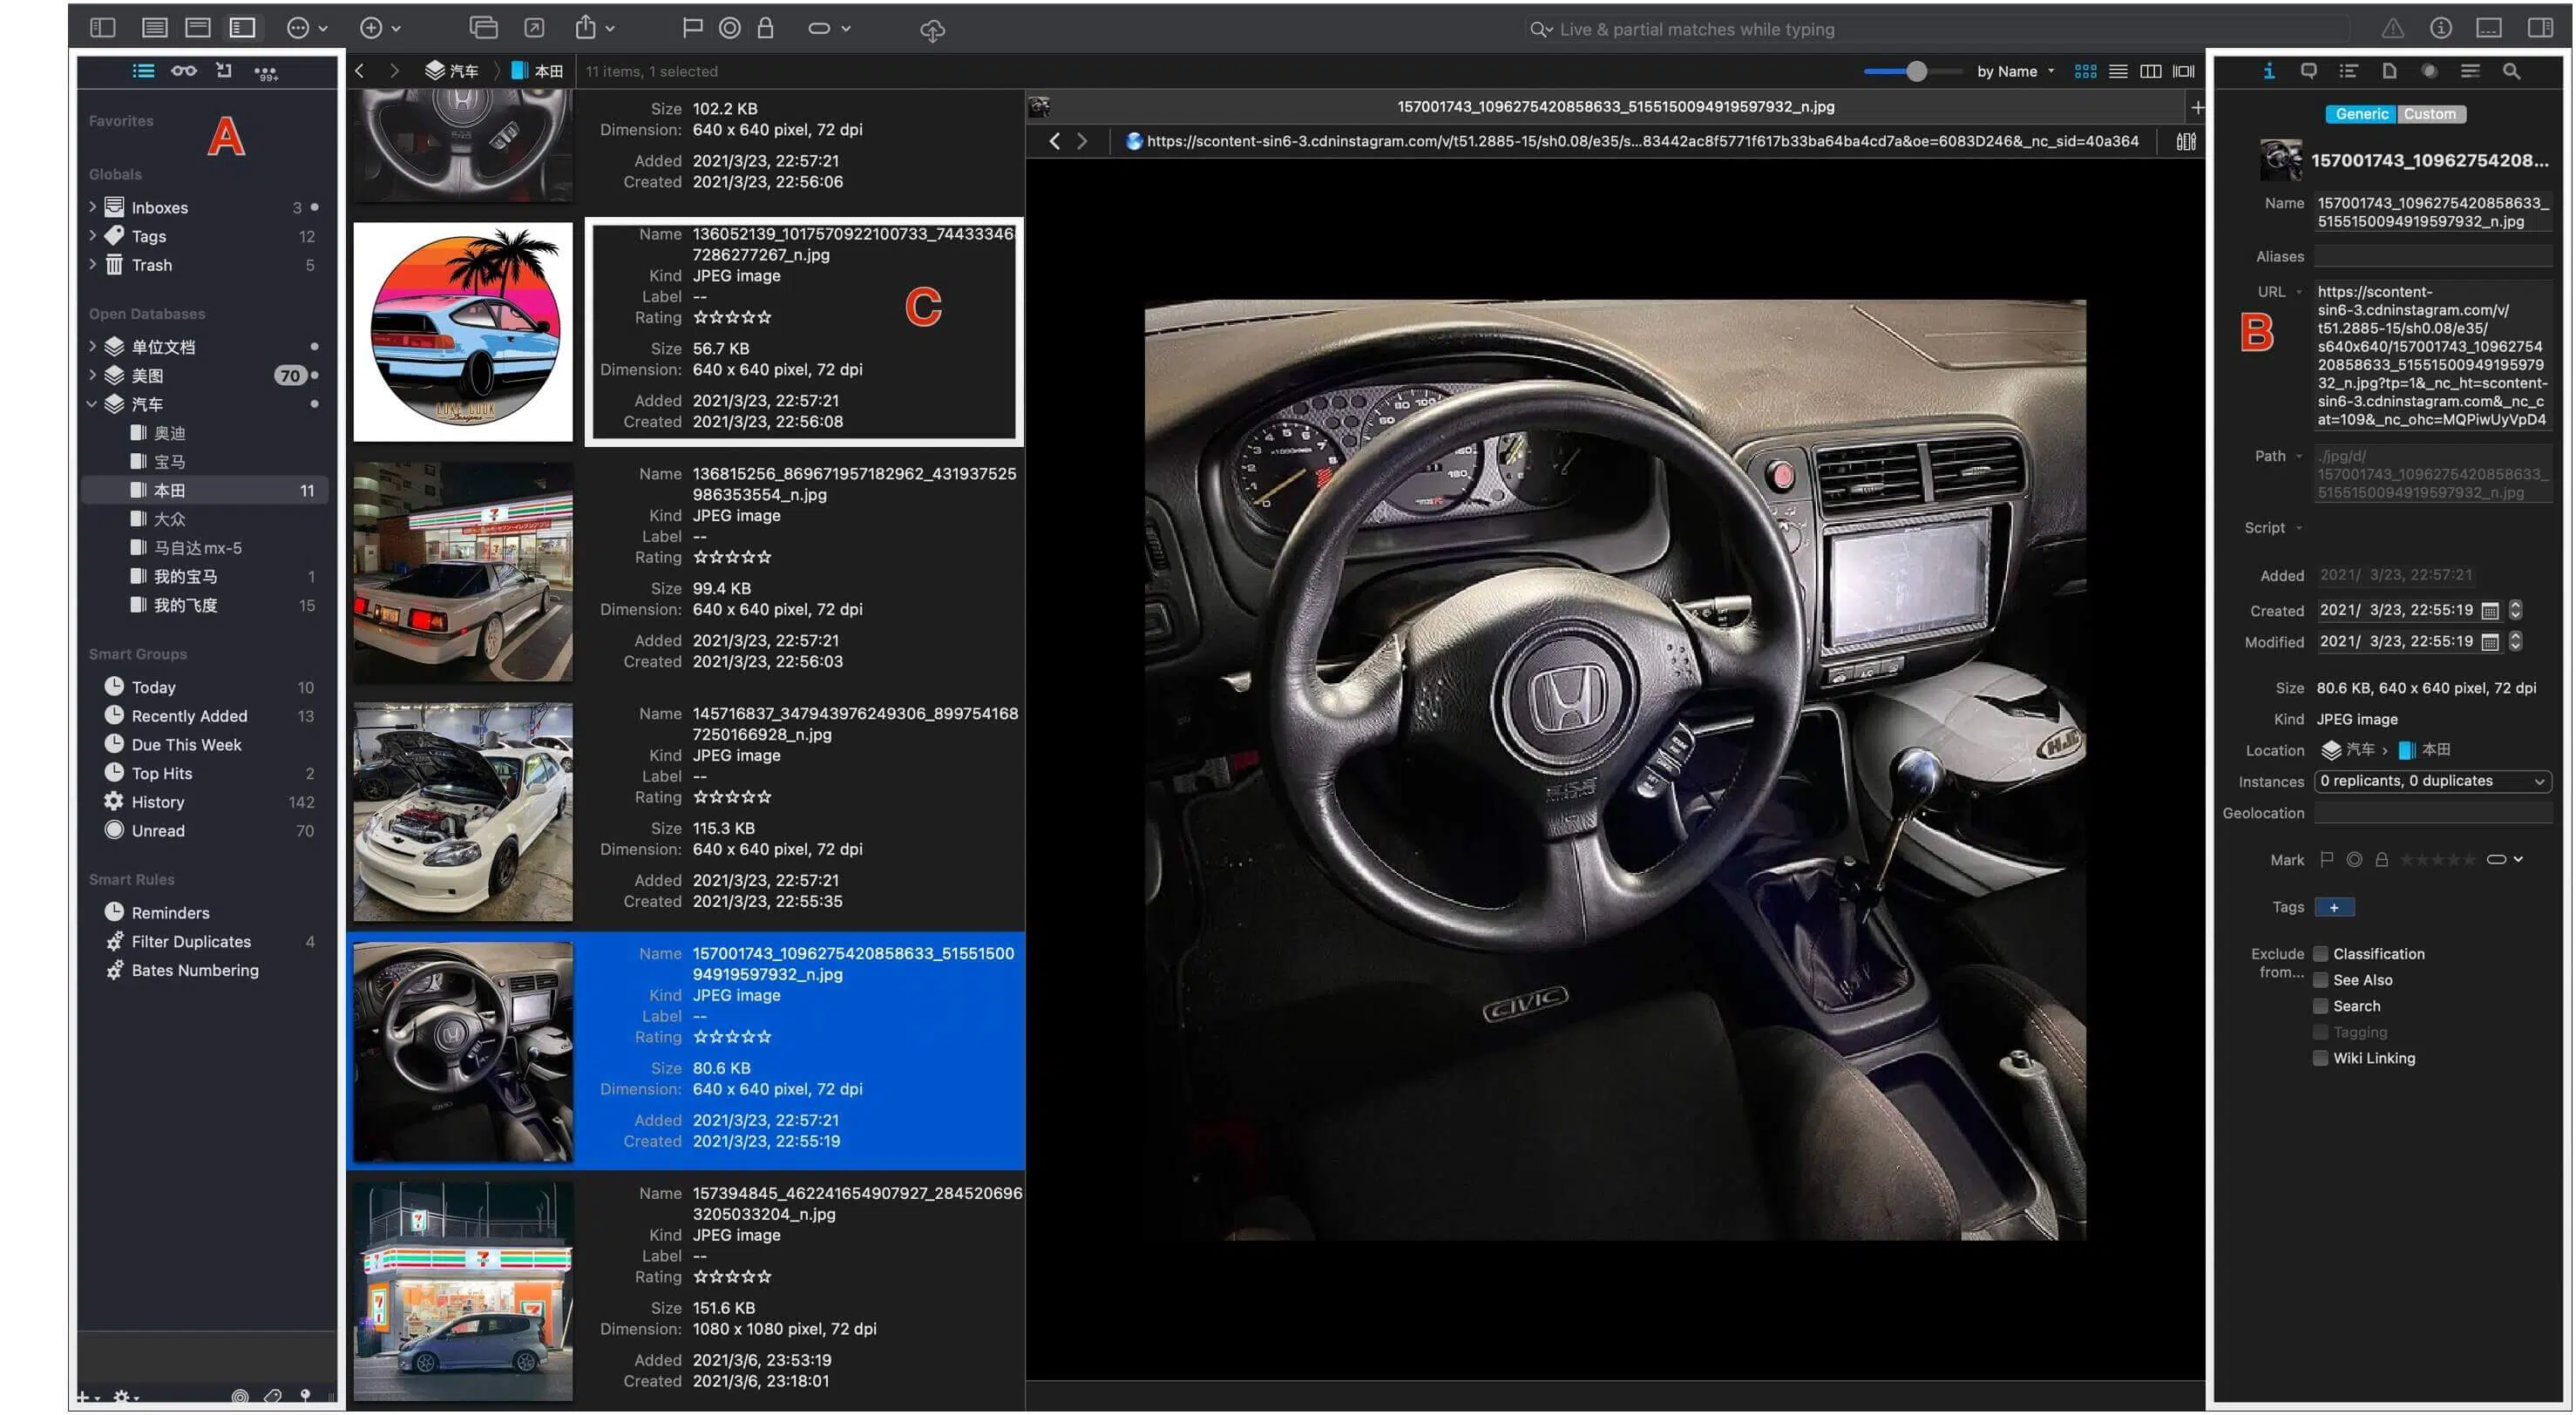 Live & partial matches while typing
99+
Favorites
A
Globals
Inboxes 3
Tags 12
Trash 5
Open Databases
单位文档
美图 70
汽车
奥迪
宝马
本田 11
大众
马自达mx-5
我的宝马 1
我的飞度 15
Smart Groups
Today 10
Recently Added 13
Due This Week
Top Hits 2
History 142
Unread 70
Smart Rules
Reminders
Filter Duplicates 4
Bates Numbering
汽车 本田 11 items, 1 selected
by Name
Size 102.2 KB
Dimension: 640 x 640 pixel, 72 dpi
Added 2021/3/23, 22:57:21
Created 2021/3/23, 22:56:06
Name 136052139_1017570922100733_74433346
7286277267_n.jpg
Kind JPEG image
Label --
Rating ☆☆☆☆☆
C
Size 56.7 KB
Dimension: 640 x 640 pixel, 72 dpi
Added 2021/3/23, 22:57:21
Created 2021/3/23, 22:56:08
Name 136815256_869671957182962_431937525
986353554_n.jpg
Kind JPEG image
Label --
Rating ☆☆☆☆☆
Size 99.4 KB
Dimension: 640 x 640 pixel, 72 dpi
Added 2021/3/23, 22:57:21
Created 2021/3/23, 22:56:03
Name 145716837_347943976249306_899754168
7250166928_n.jpg
Kind JPEG image
Label --
Rating ☆☆☆☆☆
Size 115.3 KB
Dimension: 640 x 640 pixel, 72 dpi
Added 2021/3/23, 22:57:21
Created 2021/3/23, 22:55:35
Name 157001743_1096275420858633_51551500
94919597932_n.jpg
Kind JPEG image
Label --
Rating ☆☆☆☆☆
Size 80.6 KB
Dimension: 640 x 640 pixel, 72 dpi
Added 2021/3/23, 22:57:21
Created 2021/3/23, 22:55:19
Name 157394845_462241654907927_284520696
3205033204_n.jpg
Kind JPEG image
Label --
Rating ☆☆☆☆☆
Size 151.6 KB
Dimension: 1080 x 1080 pixel, 72 dpi
Added 2021/3/6, 23:53:19
Created 2021/3/6, 23:18:01
157001743_1096275420858633_5155150094919597932_n.jpg
https://scontent-sin6-3.cdninstagram.com/v/t51.2885-15/sh0.08/e35/s...83442ac8f5771f617b33ba64ba4cd7a&oe=6083D246&_nc_sid=40a364
CIVIC
HJC
Generic Custom
157001743_10962754208...
Name 157001743_1096275420858633_
5155150094919597932_n.jpg
Aliases
URL https://scontent-
sin6-3.cdninstagram.com/v/
t51.2885-15/sh0.08/e35/
s640x640/157001743_10962754
20858633_51551500949195979
32_n.jpg?tp=1&_nc_ht=scontent-
sin6-3.cdninstagram.com&_nc_c
at=109&_nc_ohc=MQPiwUyVpD4
B
Path ./jpg/d/
157001743_1096275420858633_
5155150094919597932_n.jpg
Script
Added 2021/ 3/23, 22:57:21
Created 2021/ 3/23, 22:55:19
Modified 2021/ 3/23, 22:55:19
Size 80.6 KB, 640 x 640 pixel, 72 dpi
Kind JPEG image
Location 汽车 › 本田
Instances 0 replicants, 0 duplicates
Geolocation
Mark
Tags +
Exclude from... Classification
See Also
Search
Tagging
Wiki Linking